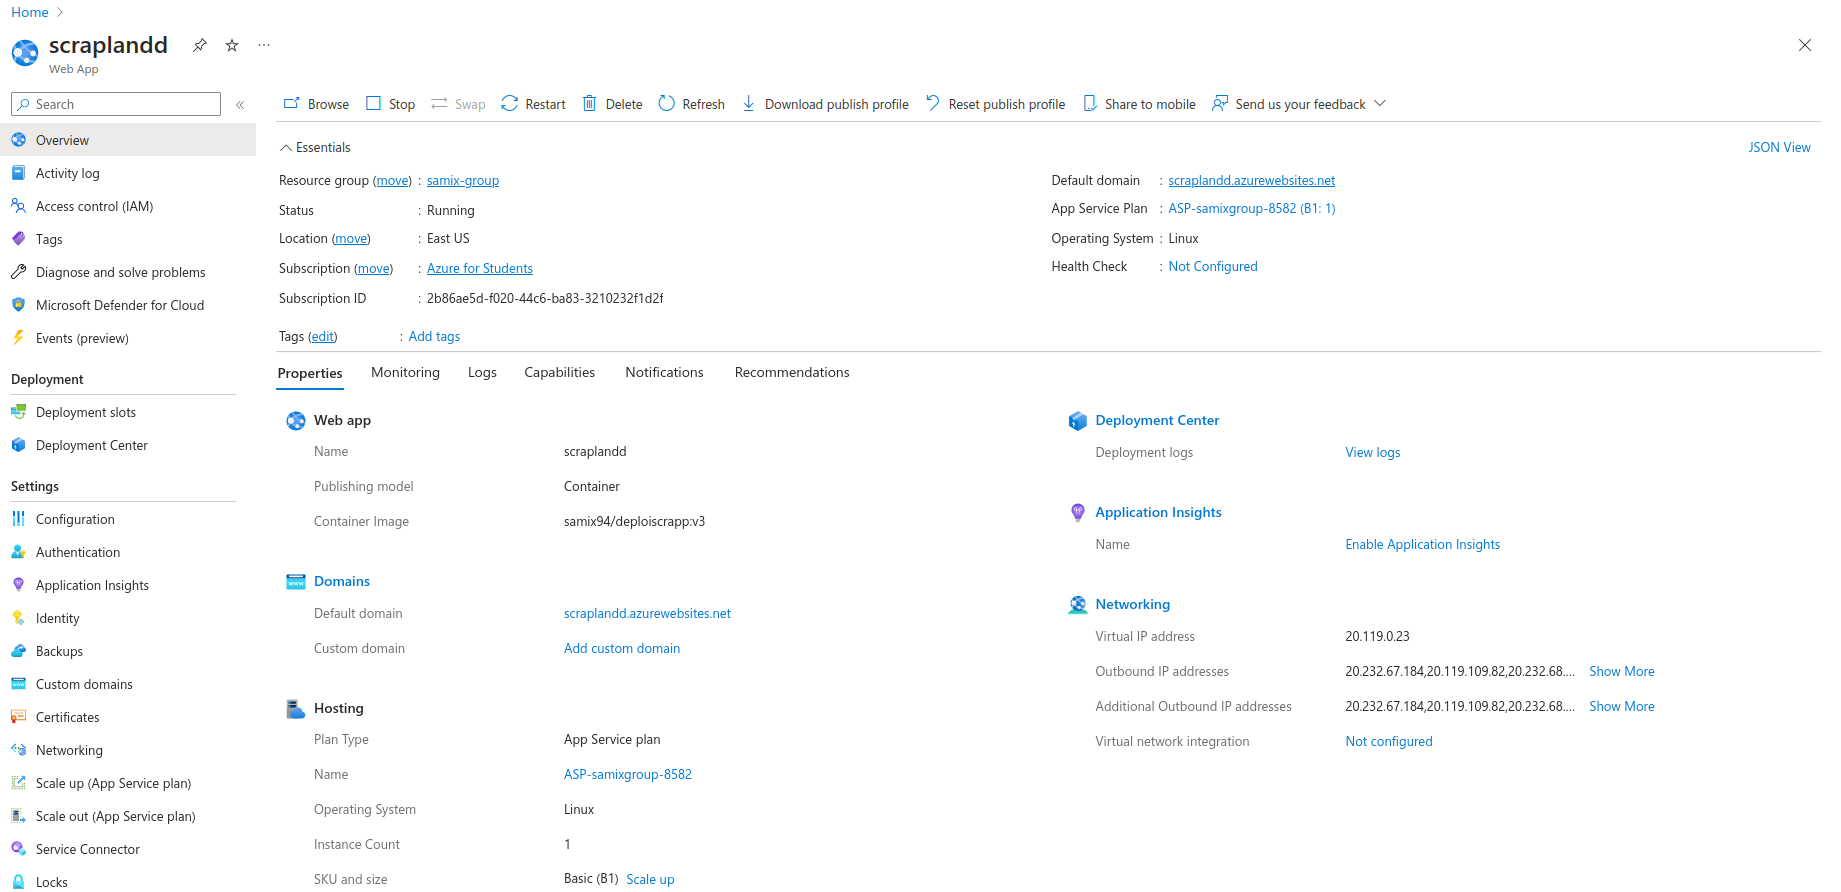 Home
scraplandd
Web App
Search
Overview
Activity log
Access control (IAM)
Tags
Diagnose and solve problems
Microsoft Defender for Cloud
Events (preview)
Deployment
Deployment slots
Deployment Center
Settings
Configuration
Authentication
Application Insights
Identity
Backups
Custom domains
Certificates
Networking
Scale up (App Service plan)
Scale out (App Service plan)
Service Connector
Locks
Browse Stop Swap Restart Delete Refresh Download publish profile Reset publish profile Share to mobile Send us your feedback
Essentials
JSON View
Resource group (move) : samix-group
Status : Running
Location (move) : East US
Subscription (move) : Azure for Students
Subscription ID : 2b86ae5d-f020-44c6-ba83-3210232f1d2f
Tags (edit) : Add tags
Default domain : scraplandd.azurewebsites.net
App Service Plan : ASP-samixgroup-8582 (B1: 1)
Operating System : Linux
Health Check : Not Configured
Properties Monitoring Logs Capabilities Notifications Recommendations
Web app
Name scraplandd
Publishing model Container
Container Image samix94/deploiscrapp:v3
Domains
Default domain scraplandd.azurewebsites.net
Custom domain Add custom domain
Hosting
Plan Type App Service plan
Name ASP-samixgroup-8582
Operating System Linux
Instance Count 1
SKU and size Basic (B1) Scale up
Deployment Center
Deployment logs View logs
Application Insights
Name Enable Application Insights
Networking
Virtual IP address 20.119.0.23
Outbound IP addresses 20.232.67.184,20.119.109.82,20.232.68.... Show More
Additional Outbound IP addresses 20.232.67.184,20.119.109.82,20.232.68.... Show More
Virtual network integration Not configured